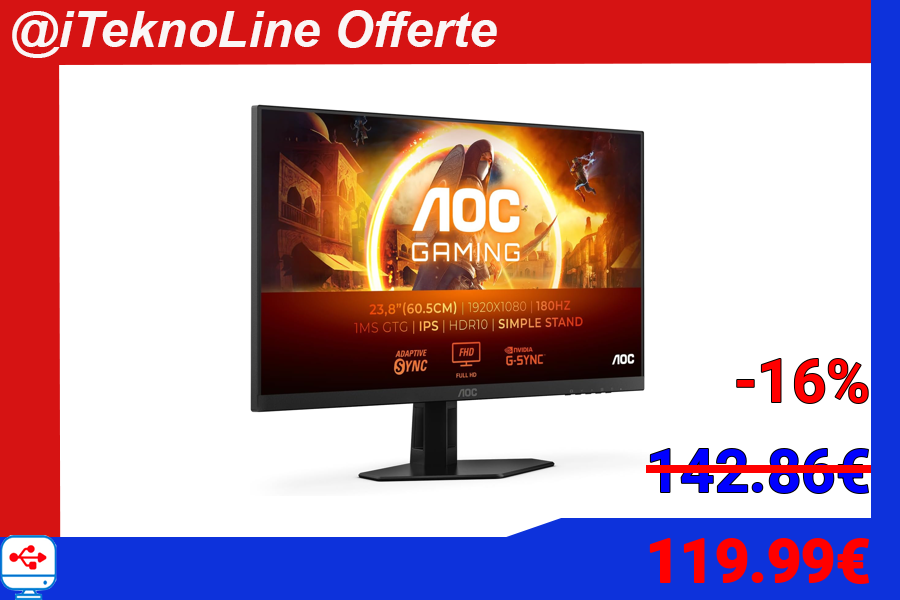 @iTeknoLine Offerte
AOC
GAMING
23,8”(60.5CM) | 1920X1080 | 180HZ
1MS GTG | IPS | HDR10 | SIMPLE STAND
ADAPTIVE
SYNC
FHD
FULL HD
NVIDIA
G-SYNC
AOC
AOC
-16%
142.86€
119.99€